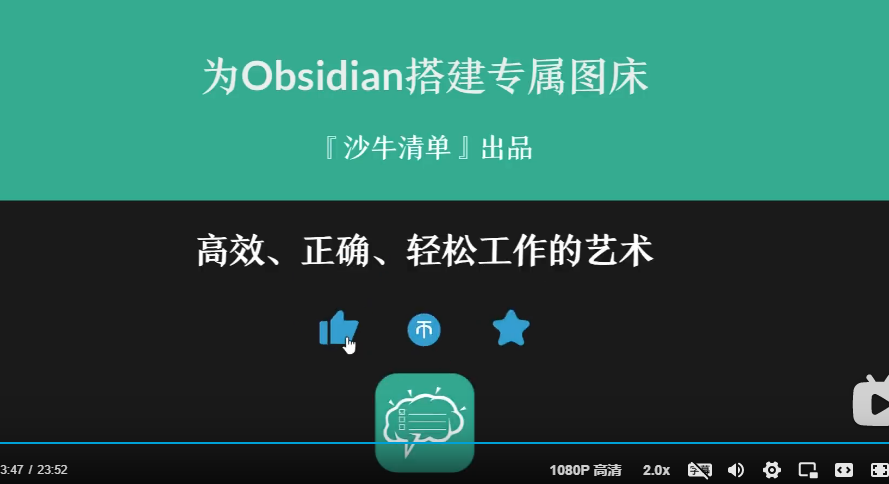 为Obsidian搭建专属图床
『沙牛清单』出品
高效、正确、轻松工作的艺术
币
3:47 / 23:52 1080P 高清 2.0x 字幕